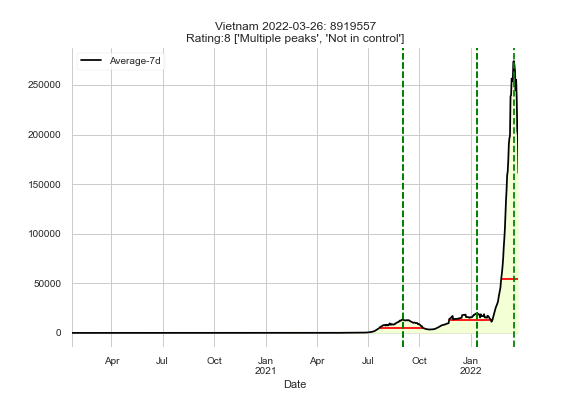 Vietnam 2022-03-26: 8919557
Rating:8 ['Multiple peaks', 'Not in control']
Average-7d
250000
200000
150000
100000
50000
0
Apr Jul Oct Jan Apr Jul Oct Jan
2021 2022
Date